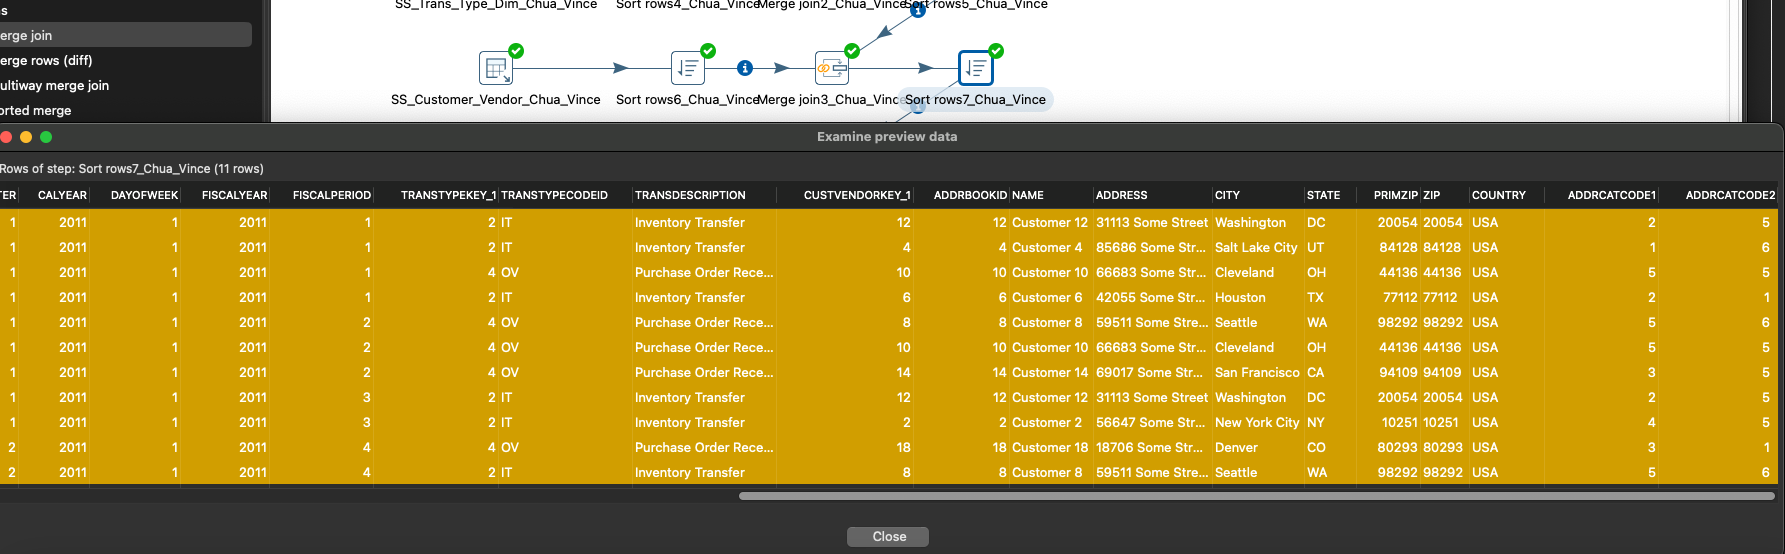 ns
SS_Trans_Type_Dim_Chua_Vince Sort rows4_Chua_Vince Merge join2_Chua_Vince Sort rows5_Chua_Vince
erge join
erge rows (diff)
ultiway merge join
orted merge
SS_Customer_Vendor_Chua_Vince Sort rows6_Chua_Vince Merge join3_Chua_Vince Sort rows7_Chua_Vince
Examine preview data
Rows of step: Sort rows7_Chua_Vince (11 rows)
TER CALYEAR DAYOFWEEK FISCALYEAR FISCALPERIOD TRANSTYPEKEY_1 TRANSTYPECODEID TRANSDESCRIPTION CUSTVENDORKEY_1 ADDRBOOKID NAME ADDRESS CITY STATE PRIMZIP ZIP COUNTRY ADDRCATCODE1 ADDRCATCODE2
1 2011 1 2011 1 2 IT Inventory Transfer 12 12 Customer 12 31113 Some Street Washington DC 20054 20054 USA 2 5
1 2011 1 2011 1 2 IT Inventory Transfer 4 4 Customer 4 85686 Some Str... Salt Lake City UT 84128 84128 USA 1 6
1 2011 1 2011 1 4 OV Purchase Order Rece... 10 10 Customer 10 66683 Some Str... Cleveland OH 44136 44136 USA 5 5
1 2011 1 2011 1 2 IT Inventory Transfer 6 6 Customer 6 42055 Some Str... Houston TX 77112 77112 USA 2 1
1 2011 1 2011 2 4 OV Purchase Order Rece... 8 8 Customer 8 59511 Some Stre... Seattle WA 98292 98292 USA 5 6
1 2011 1 2011 2 4 OV Purchase Order Rece... 10 10 Customer 10 66683 Some Str... Cleveland OH 44136 44136 USA 5 5
1 2011 1 2011 2 4 OV Purchase Order Rece... 14 14 Customer 14 69017 Some Str... San Francisco CA 94109 94109 USA 3 5
1 2011 1 2011 3 2 IT Inventory Transfer 12 12 Customer 12 31113 Some Street Washington DC 20054 20054 USA 2 5
1 2011 1 2011 3 2 IT Inventory Transfer 2 2 Customer 2 56647 Some Str... New York City NY 10251 10251 USA 4 5
2 2011 1 2011 4 4 OV Purchase Order Rece... 18 18 Customer 18 18706 Some Str... Denver CO 80293 80293 USA 3 1
2 2011 1 2011 4 2 IT Inventory Transfer 8 8 Customer 8 59511 Some Stre... Seattle WA 98292 98292 USA 5 6
Close